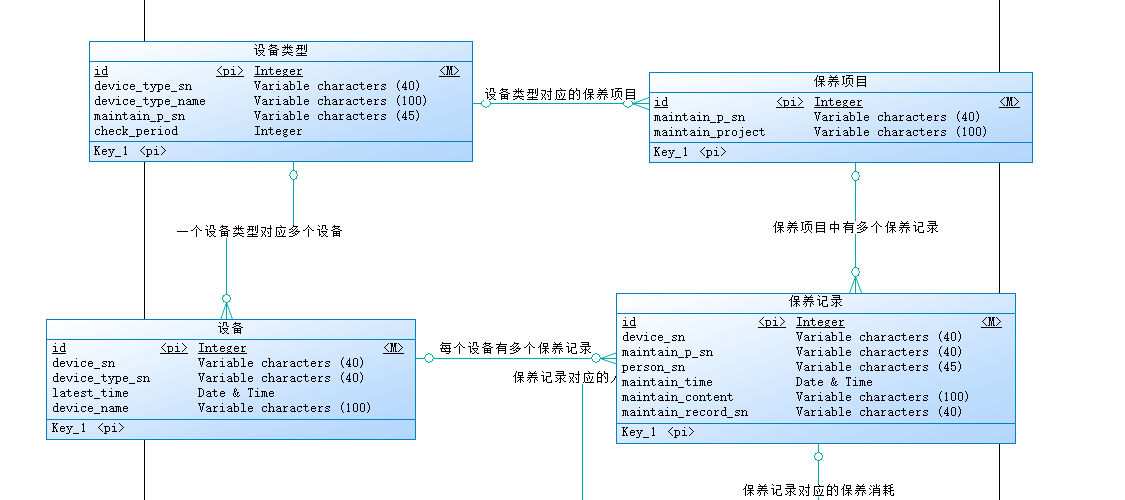 设备类型
id <pi> Integer <M>
device_type_sn Variable characters (40)
device_type_name Variable characters (100)
maintain_p_sn Variable characters (45)
check_period Integer
Key_1 <pi>
设备类型对应的保养项目
保养项目
id <pi> Integer <M>
maintain_p_sn Variable characters (40)
maintain_project Variable characters (100)
Key_1 <pi>
一个设备类型对应多个设备
保养项目中有多个保养记录
设备
id <pi> Integer <M>
device_sn Variable characters (40)
device_type_sn Variable characters (40)
latest_time Date & Time
device_name Variable characters (100)
Key_1 <pi>
每个设备有多个保养记录
保养记录对应的
保养记录
id <pi> Integer <M>
device_sn Variable characters (40)
maintain_p_sn Variable characters (40)
person_sn Variable characters (45)
maintain_time Date & Time
maintain_content Variable characters (100)
maintain_record_sn Variable characters (40)
Key_1 <pi>
保养记录对应的保养消耗